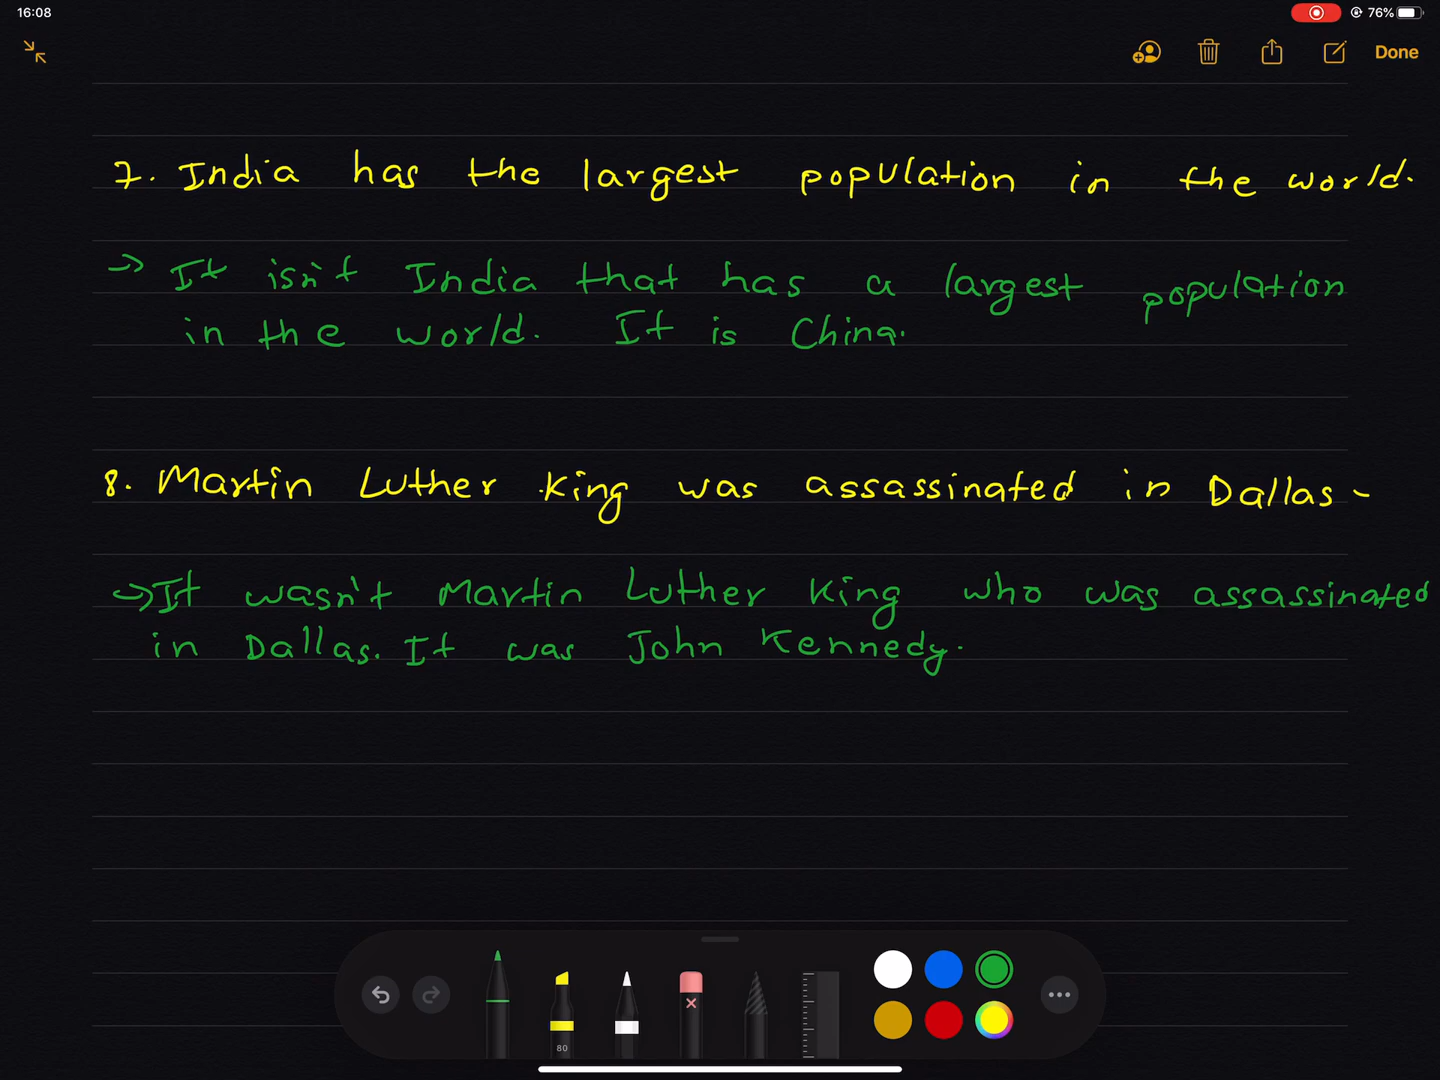 16:08
76%
Done
7. India has the largest population in the world.
→ It isn't India that has a largest population
in the world. It is China.
8. Martin Luther King was assassinated in Dallas -
→ It wasn't Martin Luther King who was assassinated
in Dallas. It was John Kennedy.
80